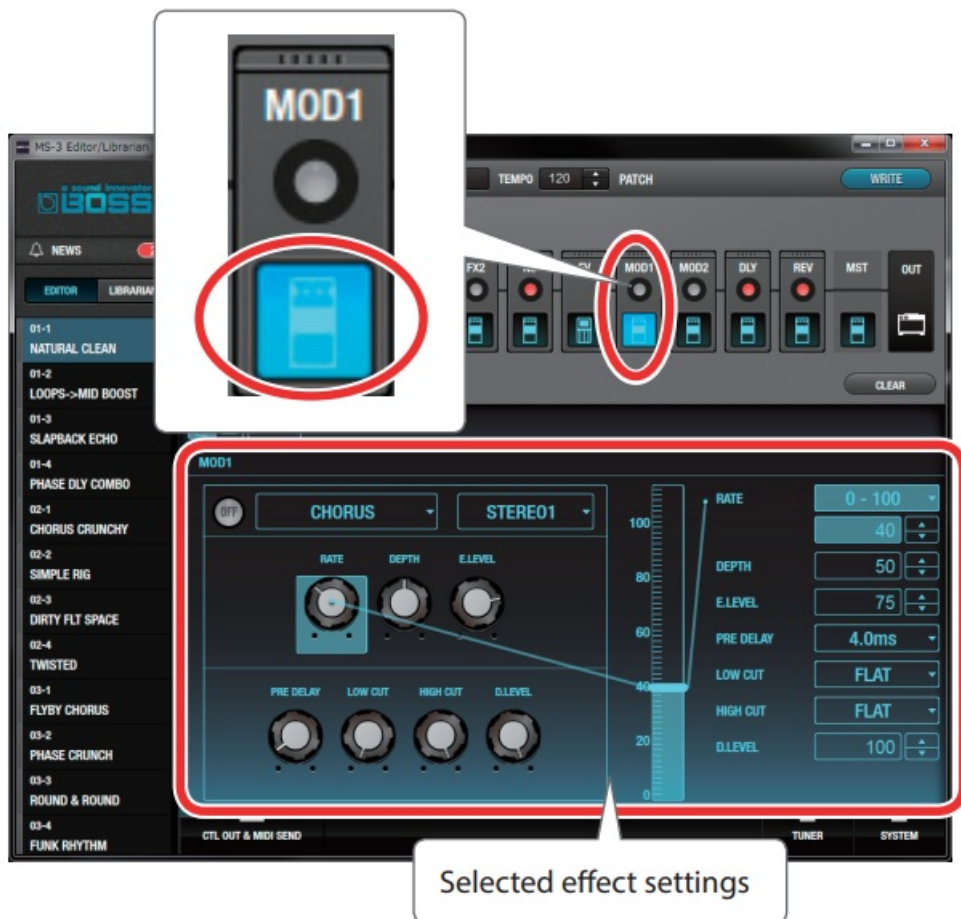 MOD1
MS-3 Editor/Librarian
a sound innovator
BOSS
TEMPO 120 PATCH
WRITE
NEWS
EDITOR LIBRARIAN
FX2 MOD1 MOD2 DLY REV MST OUT
CLEAR
01-1
NATURAL CLEAN
01-2
LOOPS->MID BOOST
01-3
SLAPBACK ECHO
01-4
PHASE DLY COMBO
02-1
CHORUS CRUNCHY
02-2
SIMPLE RIG
02-3
DIRTY FLT SPACE
02-4
TWISTED
03-1
FLYBY CHORUS
03-2
PHASE CRUNCH
03-3
ROUND & ROUND
03-4
FUNK RHYTHM
MOD1
OFF CHORUS STEREO1
RATE DEPTH E.LEVEL
PRE DELAY LOW CUT HIGH CUT D.LEVEL
100
80
60
40
20
0
RATE 0 - 100
40
DEPTH 50
E.LEVEL 75
PRE DELAY 4.0ms
LOW CUT FLAT
HIGH CUT FLAT
D.LEVEL 100
CTL OUT & MIDI SEND TUNER SYSTEM
Selected effect settings